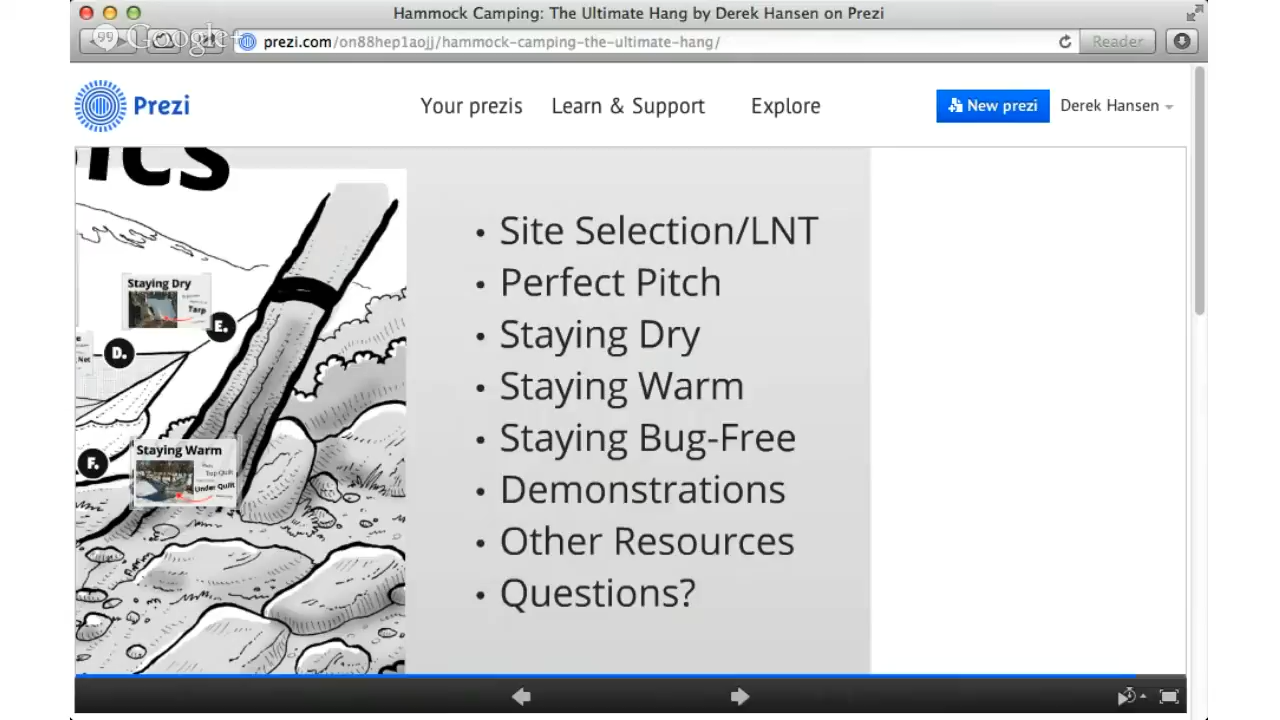 Hammock Camping: The Ultimate Hang by Derek Hansen on Prezi
Google+
prezi.com/on88hep1aojj/hammock-camping-the-ultimate-hang/
Reader
Prezi
Your prezis
Learn & Support
Explore
New prezi
Derek Hansen
ics
Site Selection/LNT
Perfect Pitch
Staying Dry
Staying Warm
Staying Bug-Free
Demonstrations
Other Resources
Questions?
Staying Dry
Tarp
E.
D.
Net
Staying Warm
Top Quilt
Under Quilt
F.